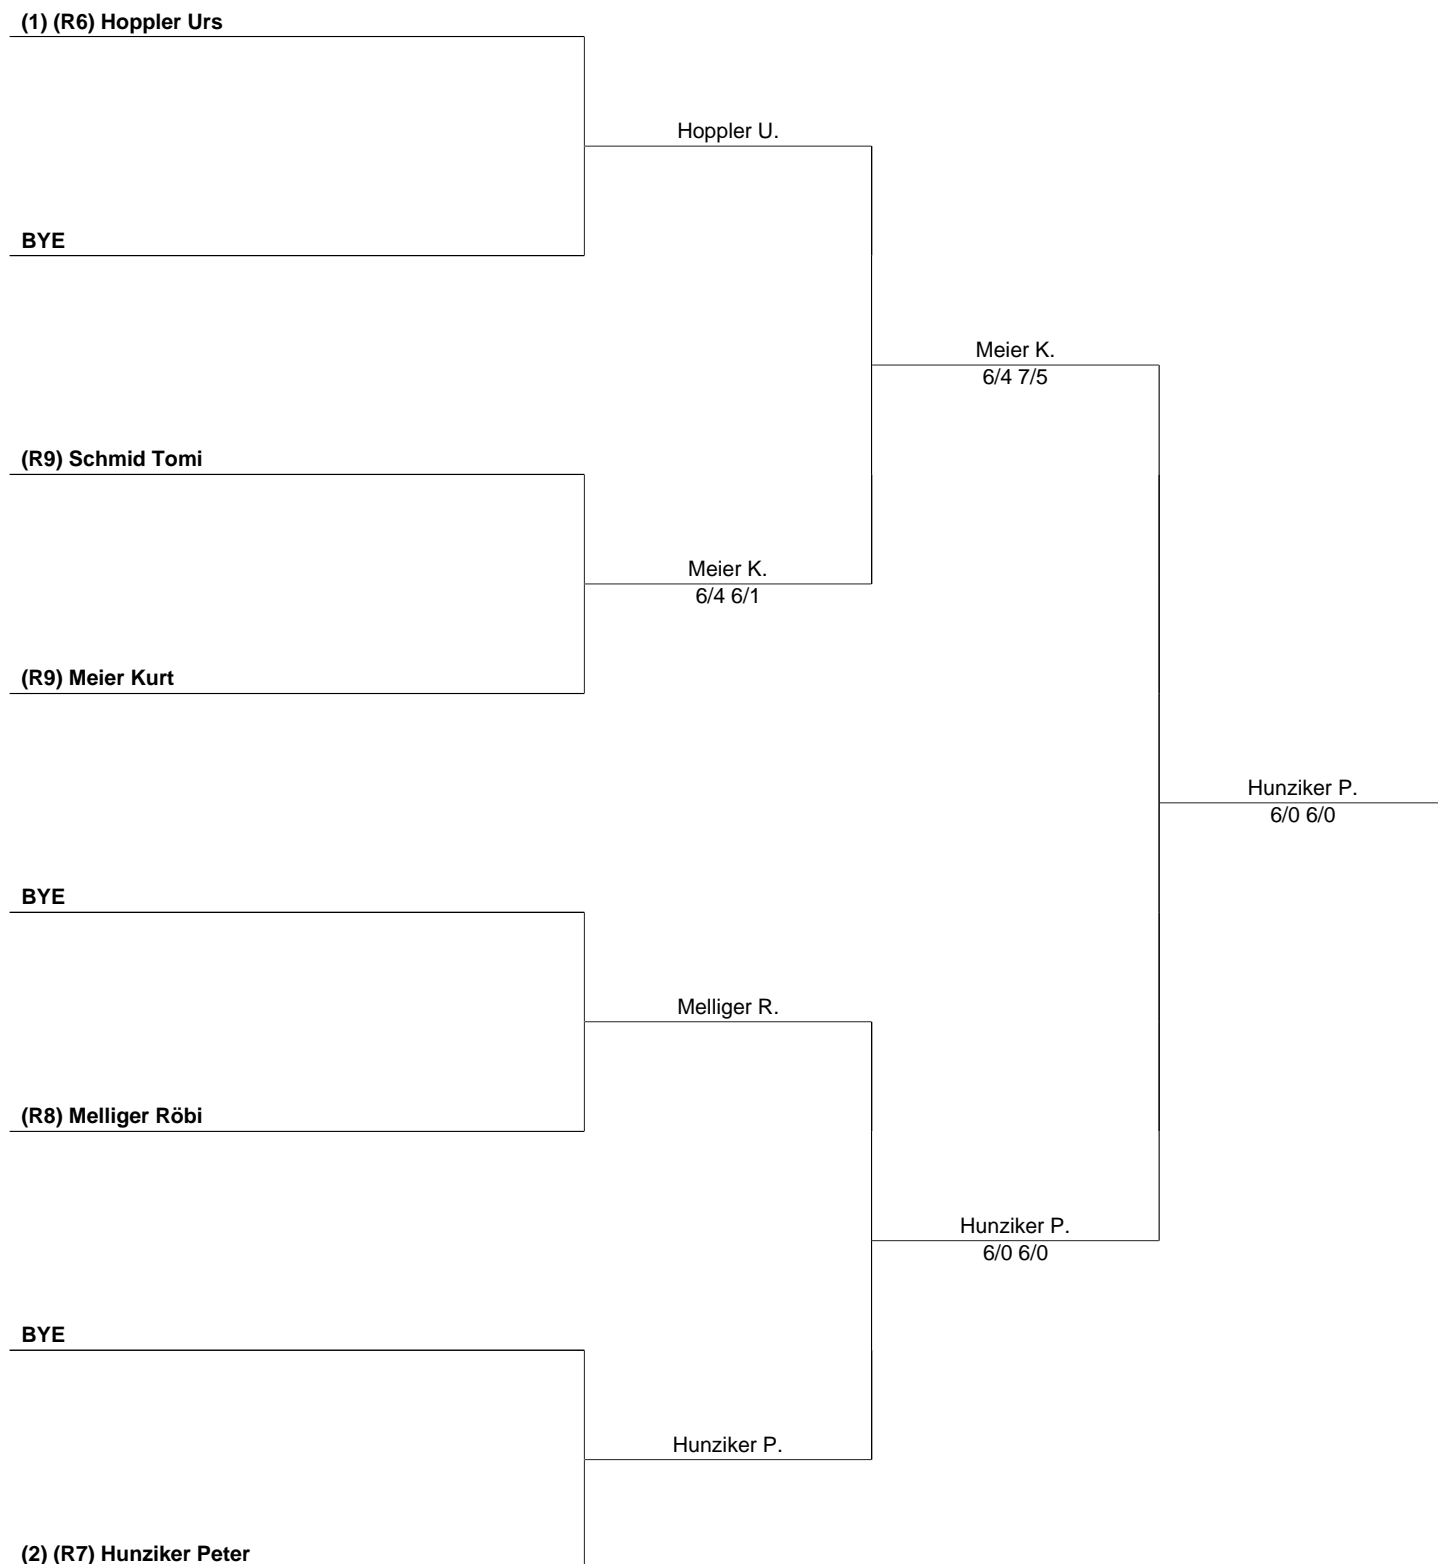 (1) (R6) Hoppler Urs
Hoppler U.
BYE
Meier K.
6/4 7/5
(R9) Schmid Tomi
Meier K.
6/4 6/1
(R9) Meier Kurt
Hunziker P.
6/0 6/0
BYE
Melliger R.
(R8) Melliger Röbi
Hunziker P.
6/0 6/0
BYE
Hunziker P.
(2) (R7) Hunziker Peter